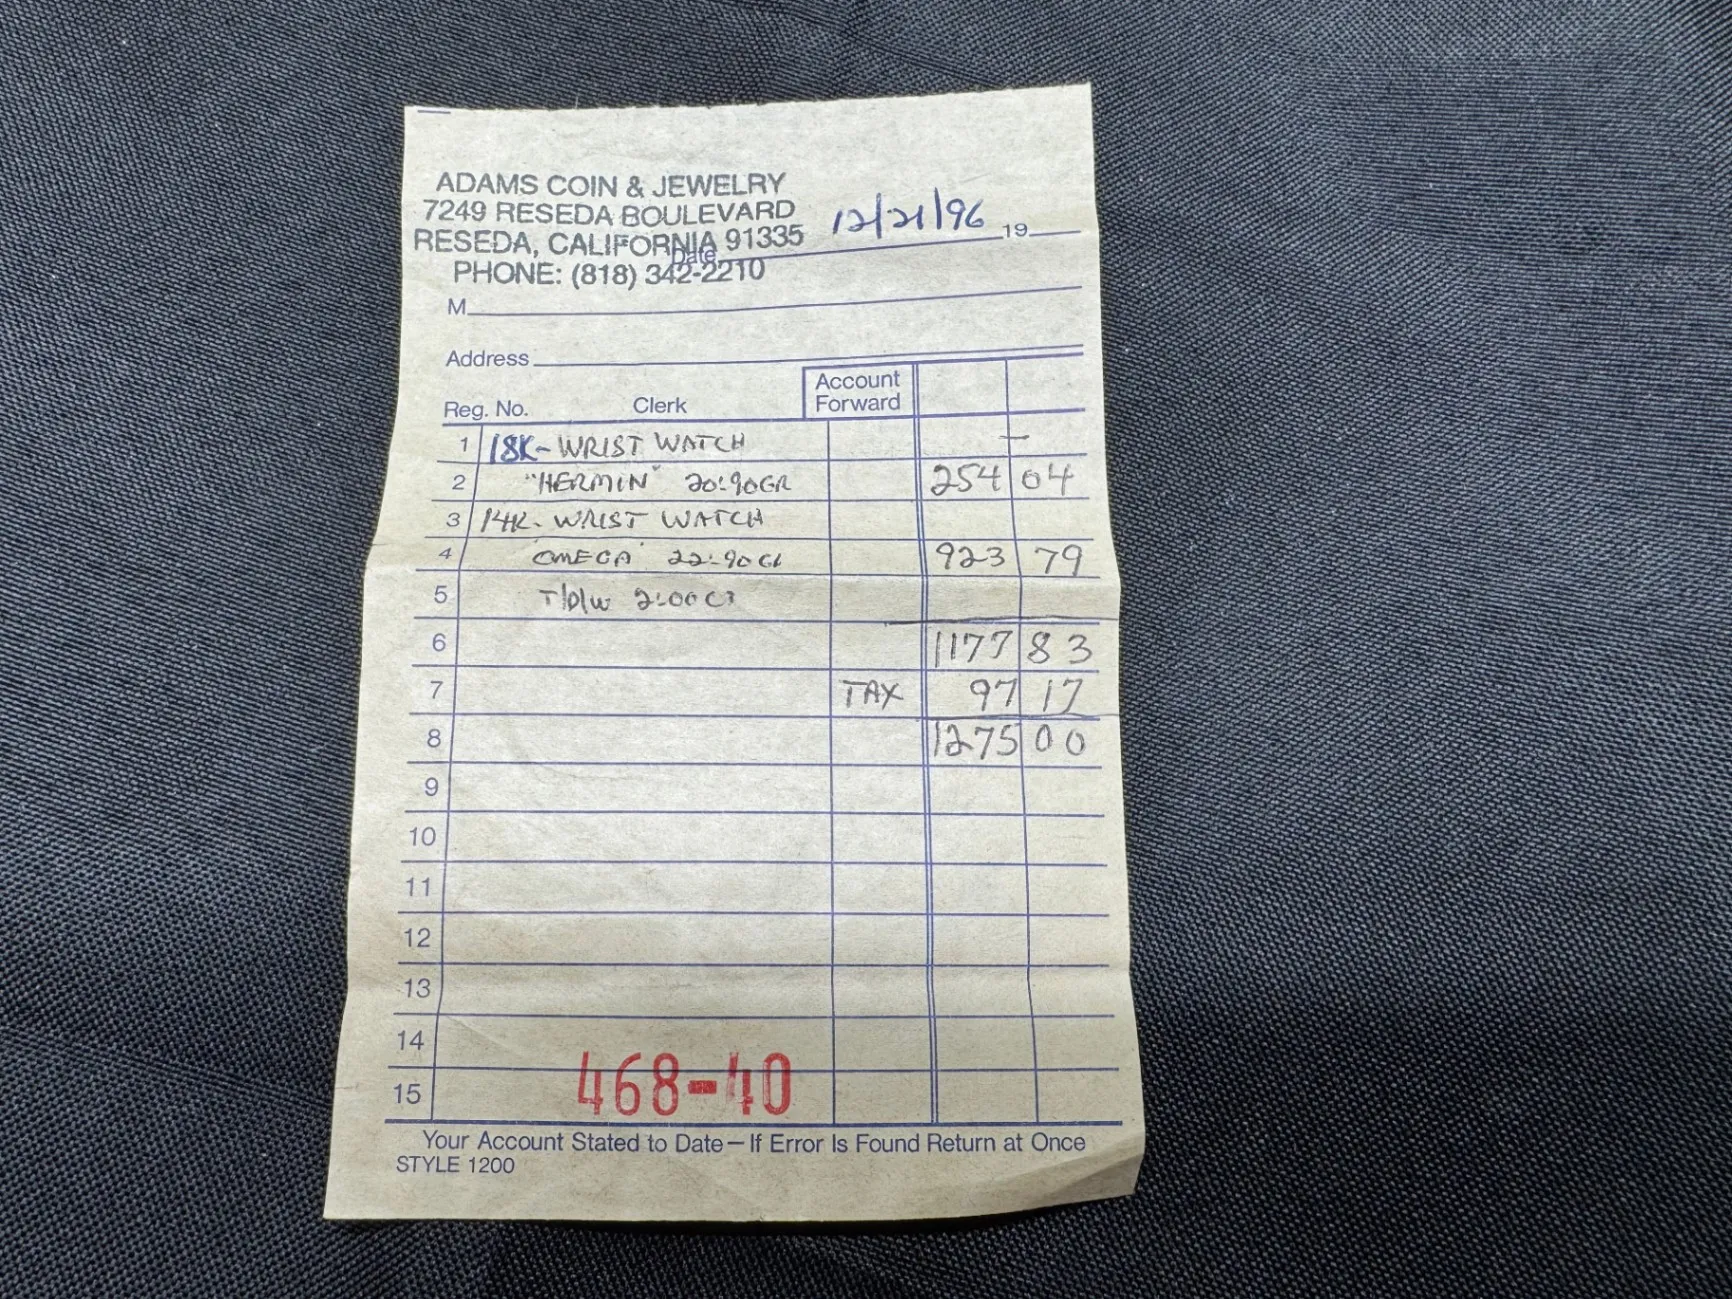 ADAMS COIN & JEWELRY
7249 RESEDA BOULEVARD
RESEDA, CALIFORNIA 91335
PHONE: (818) 342-2210
Date 12/21/96 19
M
Address
Reg. No. Clerk Account Forward
1 18K- WRIST WATCH —
2 "HERMIN" 20.90GR 254 04
3 14K- WRIST WATCH
4 OMEGA 22.90 923 79
5 T/D/W 2.00CT
6 1177 83
7 TAX 97 17
8 1275 00
9
10
11
12
13
14
15
468-40
Your Account Stated to Date – If Error Is Found Return at Once
STYLE 1200